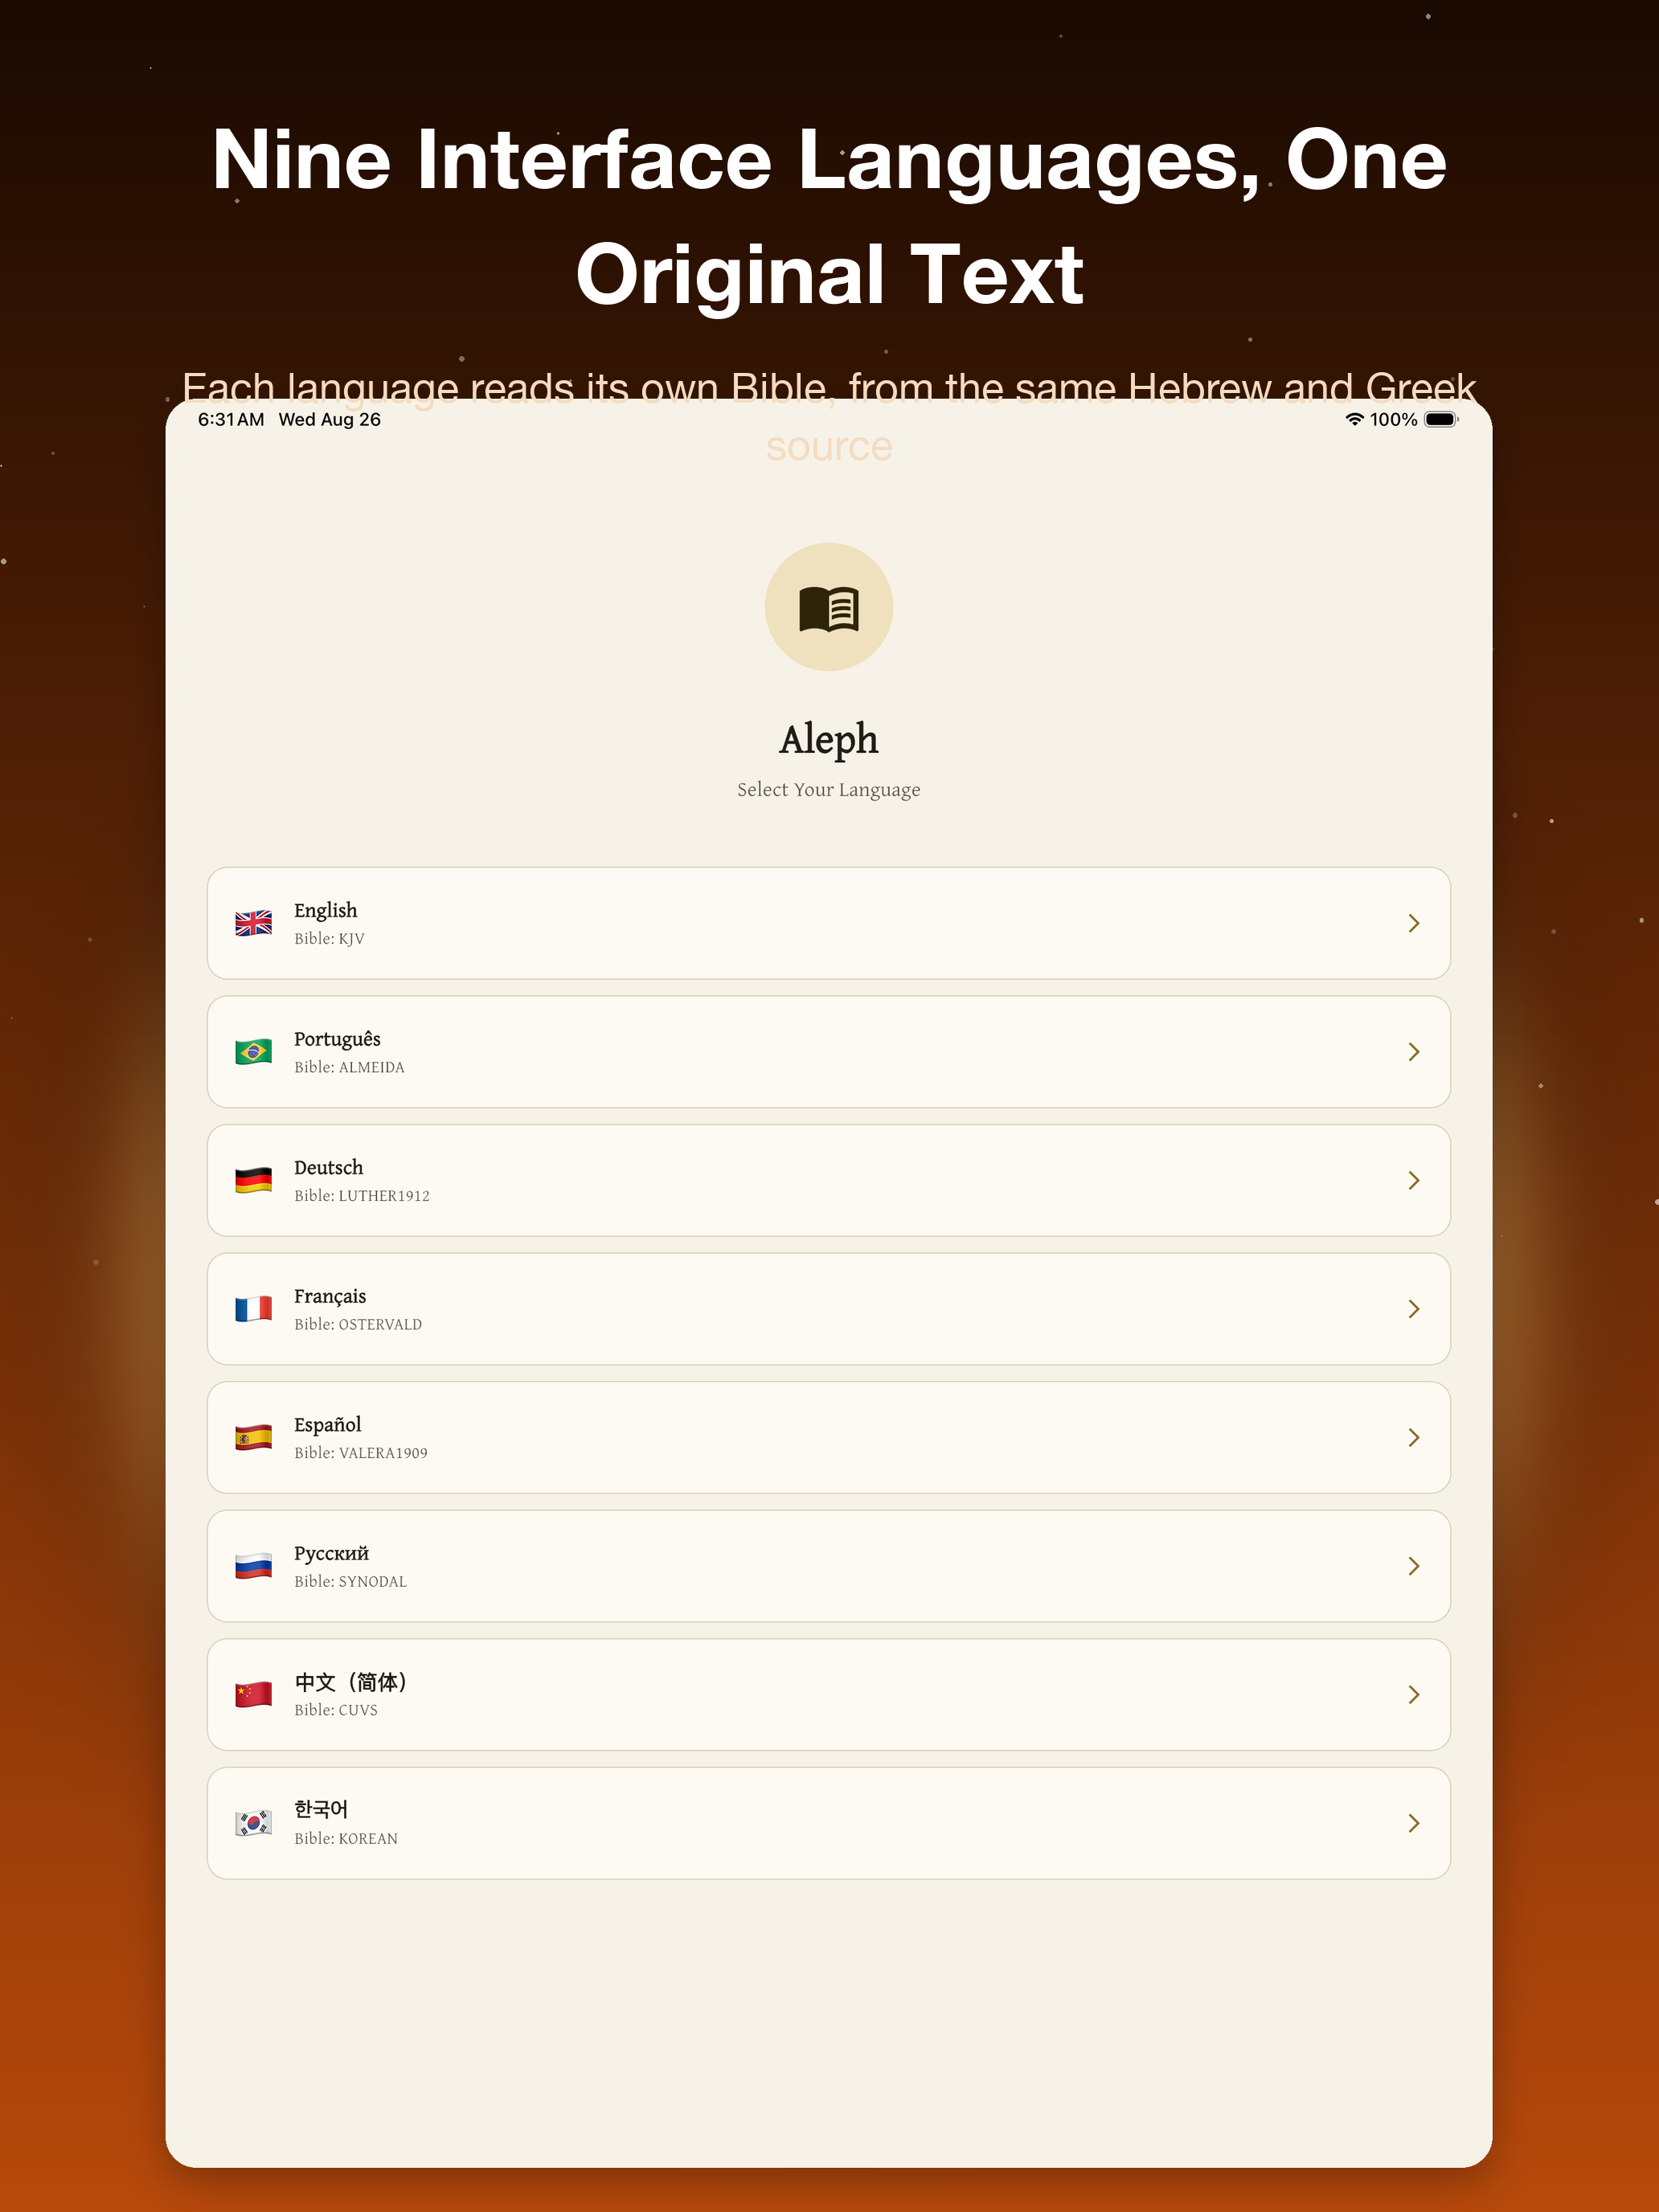 Nine Interface Languages, One
Original Text
Each language reads its own Bible, from the same Hebrew and Greek
source
6:31 AM Wed Aug 26
100%
Aleph
Select Your Language
English
Bible: KJV
Português
Bible: ALMEIDA
Deutsch
Bible: LUTHER1912
Français
Bible: OSTERVALD
Español
Bible: VALERA1909
Русский
Bible: SYNODAL
中文（简体）
Bible: CUVS
한국어
Bible: KOREAN